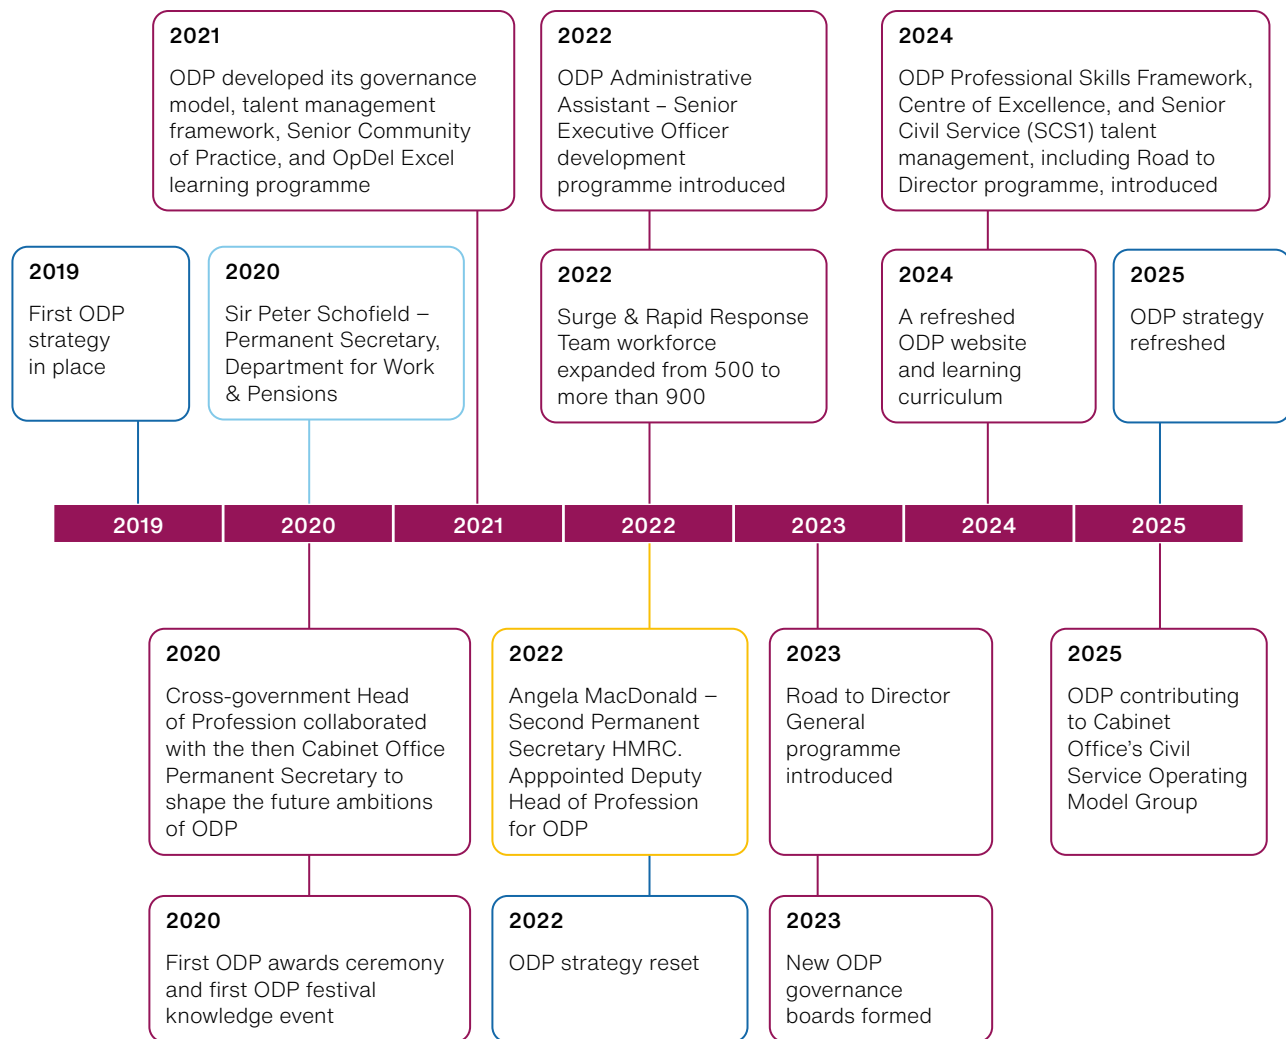 2021
ODP developed its governance
model, talent management
framework, Senior Community
of Practice, and OpDel Excel
learning programme
2022
ODP Administrative
Assistant – Senior
Executive Officer
development
programme introduced
2024
ODP Professional Skills Framework,
Centre of Excellence, and Senior
Civil Service (SCS1) talent
management, including Road to
Director programme, introduced
2019
First ODP
strategy
in place
2020
Sir Peter Schofield –
Permanent Secretary,
Department for Work
& Pensions
2022
Surge & Rapid Response
Team workforce
expanded from 500 to
more than 900
2024
A refreshed
ODP website
and learning
curriculum
2025
ODP strategy
refreshed
2019
2020
2021
2022
2023
2024
2025
2020
Cross-government Head
of Profession collaborated
with the then Cabinet Office
Permanent Secretary to
shape the future ambitions
of ODP
2022
Angela MacDonald –
Second Permanent
Secretary HMRC.
Apppointed Deputy
Head of Profession
for ODP
2023
Road to Director
General
programme
introduced
2025
ODP contributing
to Cabinet
Office's Civil
Service Operating
Model Group
2020
First ODP awards ceremony
and first ODP festival
knowledge event
2022
ODP strategy reset
2023
New ODP
governance
boards formed